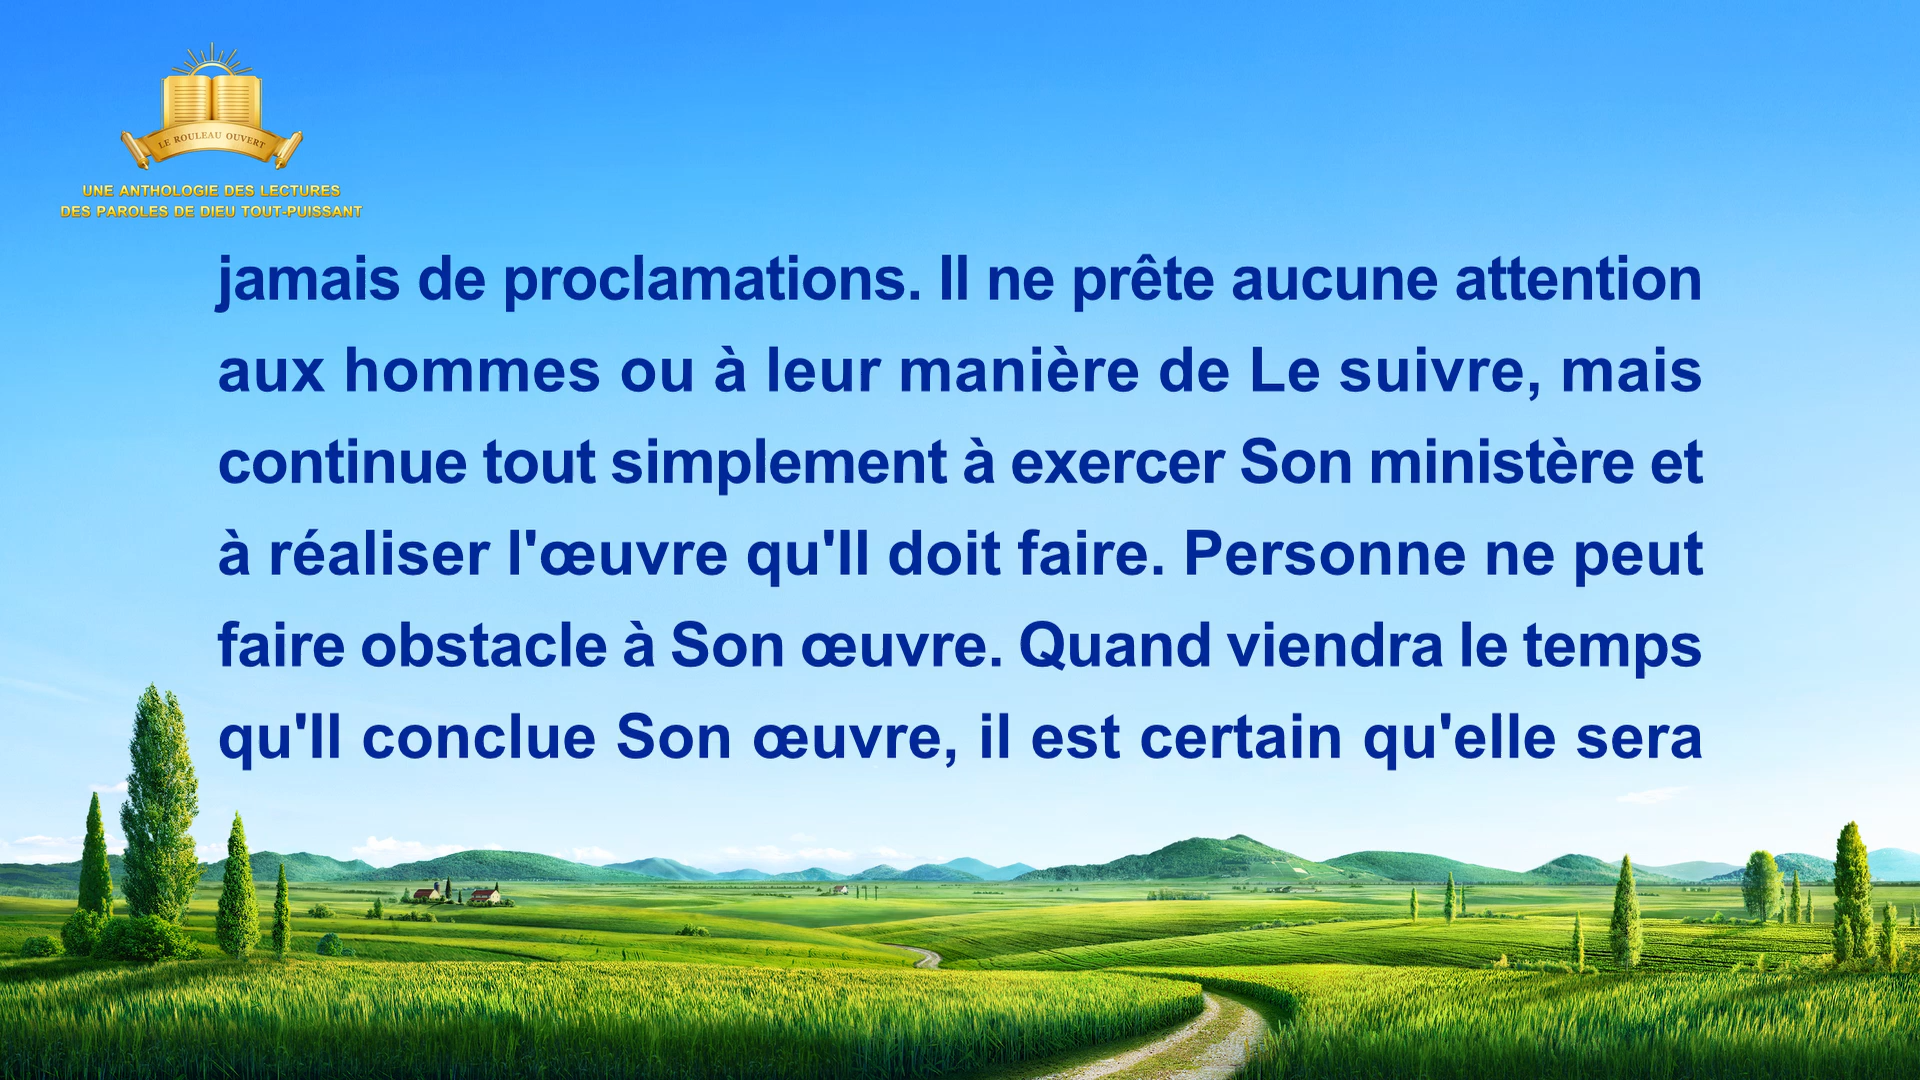 LE ROULEAU OUVERT
UNE ANTHOLOGIE DES LECTURES
DES PAROLES DE DIEU TOUT-PUISSANT
jamais de proclamations. Il ne prête aucune attention
aux hommes ou à leur manière de Le suivre, mais
continue tout simplement à exercer Son ministère et
à réaliser l'œuvre qu'Il doit faire. Personne ne peut
faire obstacle à Son œuvre. Quand viendra le temps
qu'Il conclue Son œuvre, il est certain qu'elle sera